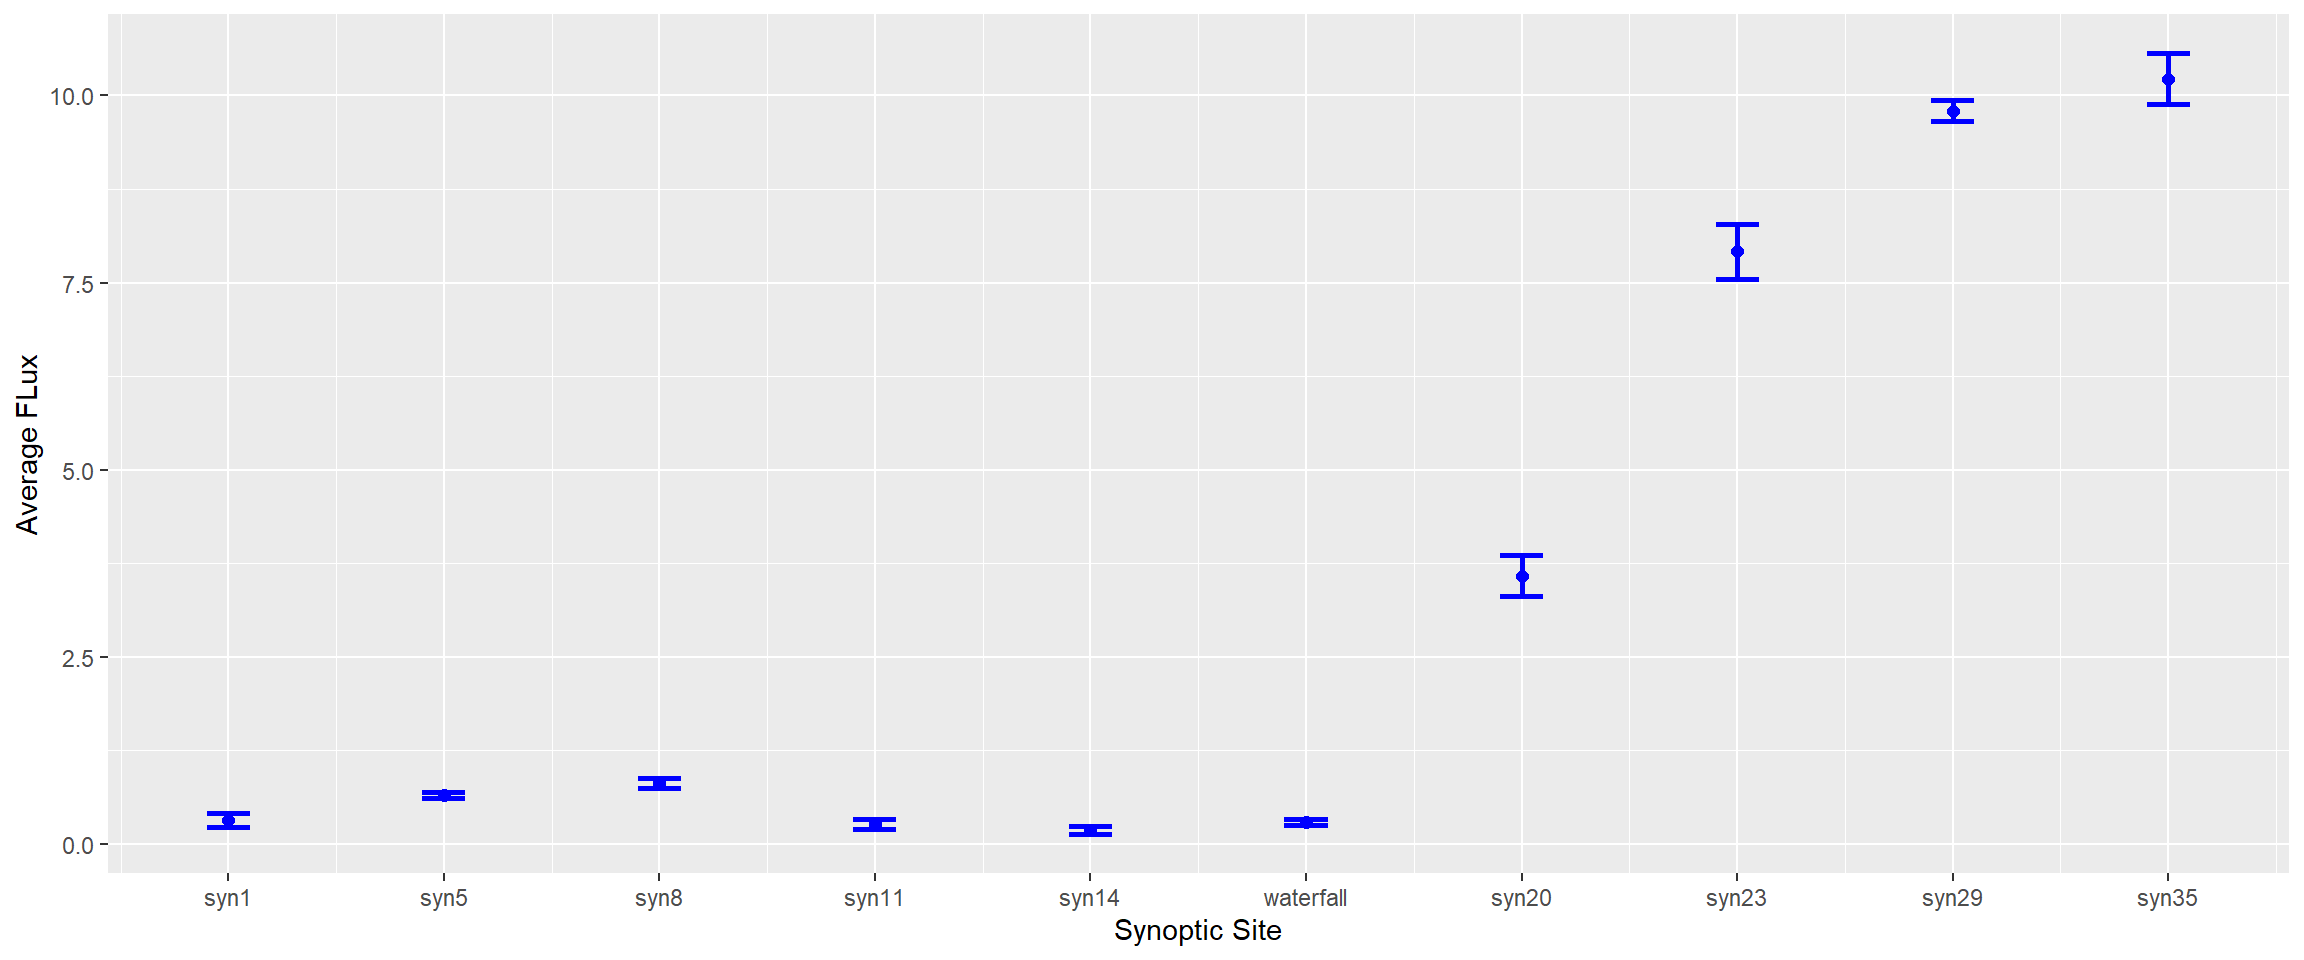 Average FLux
10.0
7.5
5.0
2.5
0.0
syn1 syn5 syn8 syn11 syn14 waterfall syn20 syn23 syn29 syn35
Synoptic Site